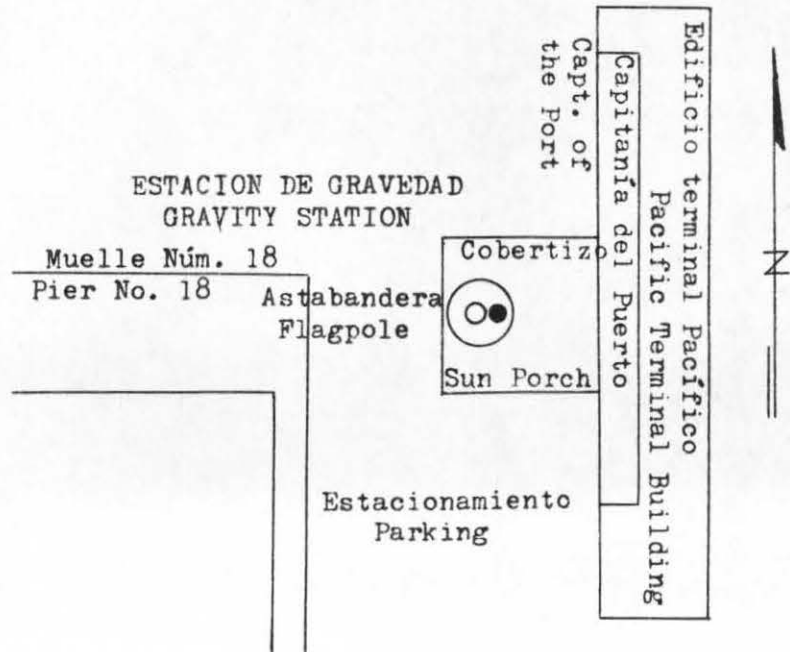 ESTACION DE GRAVEDAD
GRAVITY STATION
Muelle Núm. 18
Pier No. 18
Astabandera
Flagpole
Cobertizo
Sun Porch
Estacionamiento
Parking
Capt. of
the Port
Capitanía del Puerto
Edificio terminal Pacífico
Pacific Terminal Building
N